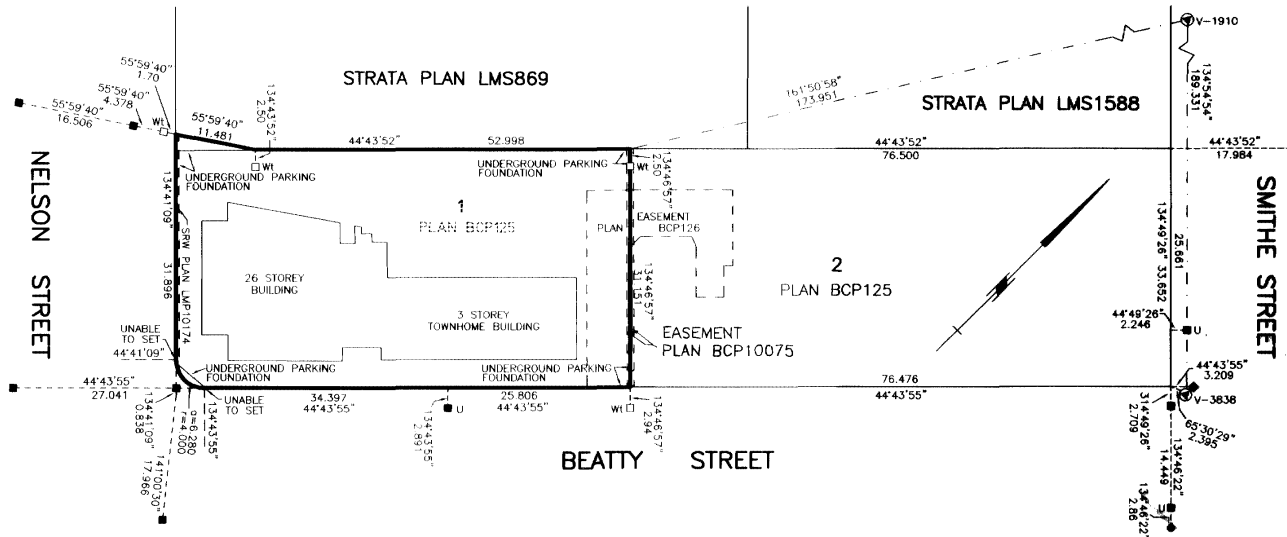 V-1910
134°54'54"
189.331
161°50'58"
173.951
STRATA PLAN LMS869
STRATA PLAN LMS1588
55°59'40"
1.70
55°59'40"
4.378
55°59'40"
16.506
Wt
55°59'40"
11.481
134°43'52"
2.50
Wt
44°43'52"
52.998
44°43'52"
76.500
44°43'52"
17.984
UNDERGROUND PARKING
FOUNDATION
UNDERGROUND PARKING
FOUNDATION
2.50
Wt
134°46'57"
NELSON STREET
SMITHE STREET
134°41'09"
31.896
SRW PLAN LMP10174
1
PLAN BCP125
PLAN
EASEMENT
BCP126
2
PLAN BCP125
26 STOREY
BUILDING
3 STOREY
TOWNHOME BUILDING
134°46'57"
31.151
EASEMENT
PLAN BCP10075
134°49'26"
33.652
25.661
44°49'26"
2.246
U
UNABLE
TO SET
44°41'09"
UNDERGROUND PARKING
FOUNDATION
UNDERGROUND PARKING
FOUNDATION
44°43'55"
27.041
UNABLE
TO SET
34.397
44°43'55"
25.806
44°43'55"
76.476
44°43'55"
44°43'55"
3.209
V-3838
134°41'09"
0.838
a=6.280
r=4.000
134°43'55"
141°00'30"
17.966
134°43'55"
2.891
U
Wt
134°46'57"
2.94
314°49'26"
2.709
65°30'29"
2.395
134°46'22"
14.449
U
134°46'22"
2.86
BEATTY STREET